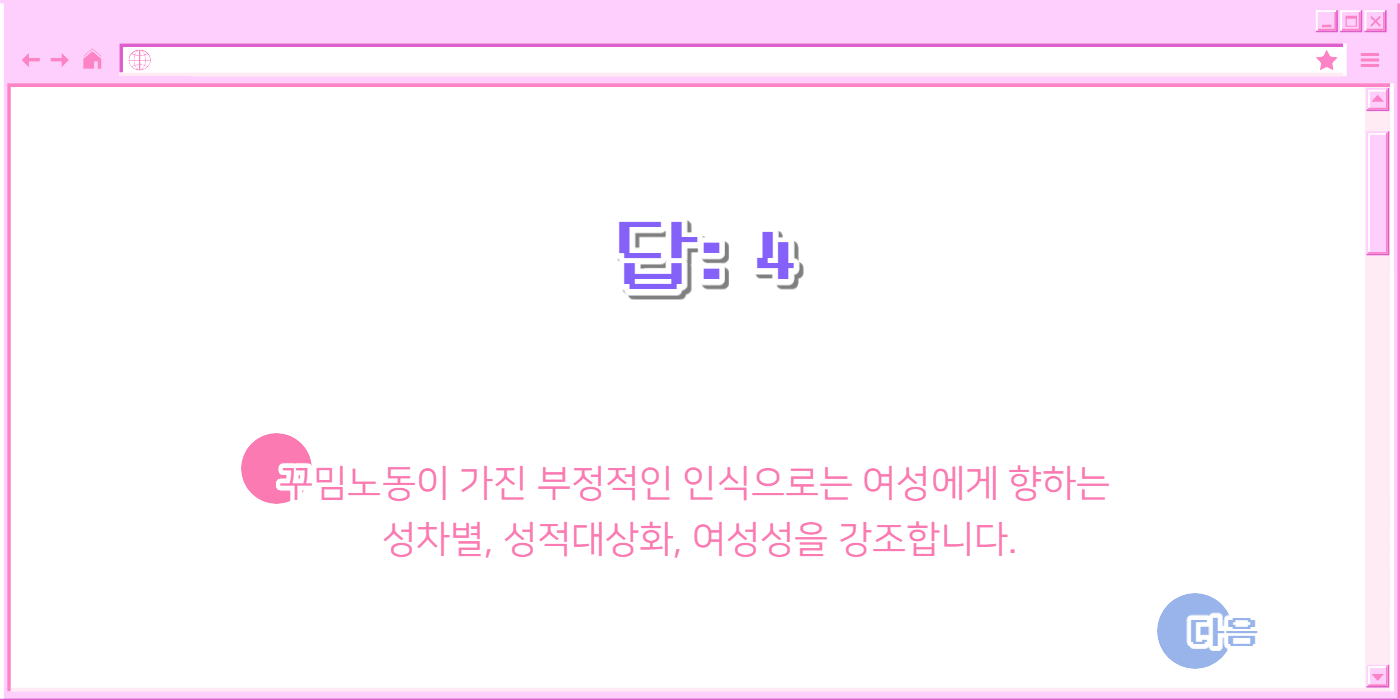 답: 4
꾸밈노동이 가진 부정적인 인식으로는 여성에게 향하는
성차별, 성적대상화, 여성성을 강조합니다.
다음